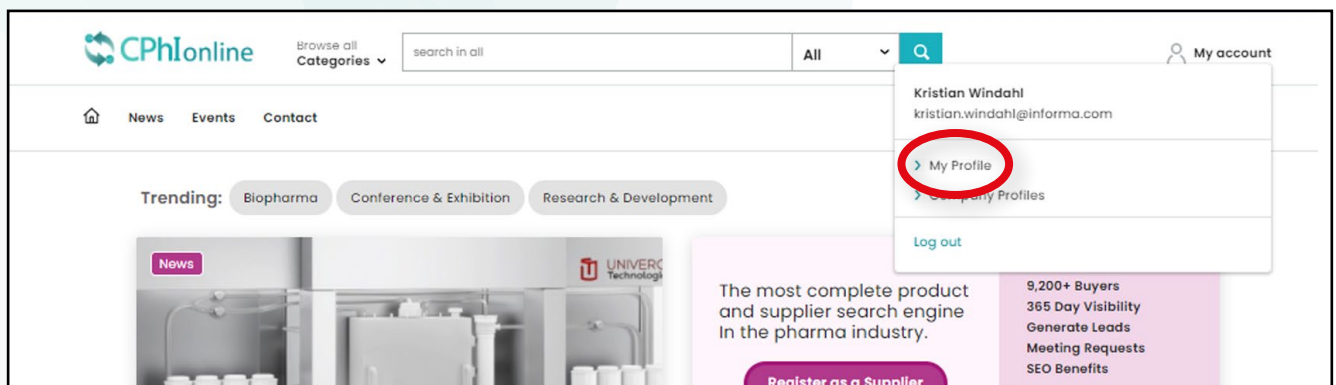 CPhIonline
Browse all
Categories
search in all
All
My account
Kristian Windahl
kristian.windahl@informa.com
My Profile
Company Profiles
Log out
News Events Contact
Trending: Biopharma Conference & Exhibition Research & Development
News
UNIVERC
Technolog
The most complete product
and supplier search engine
In the pharma industry.
Register as a Supplier
9,200+ Buyers
365 Day Visibility
Generate Leads
Meeting Requests
SEO Benefits